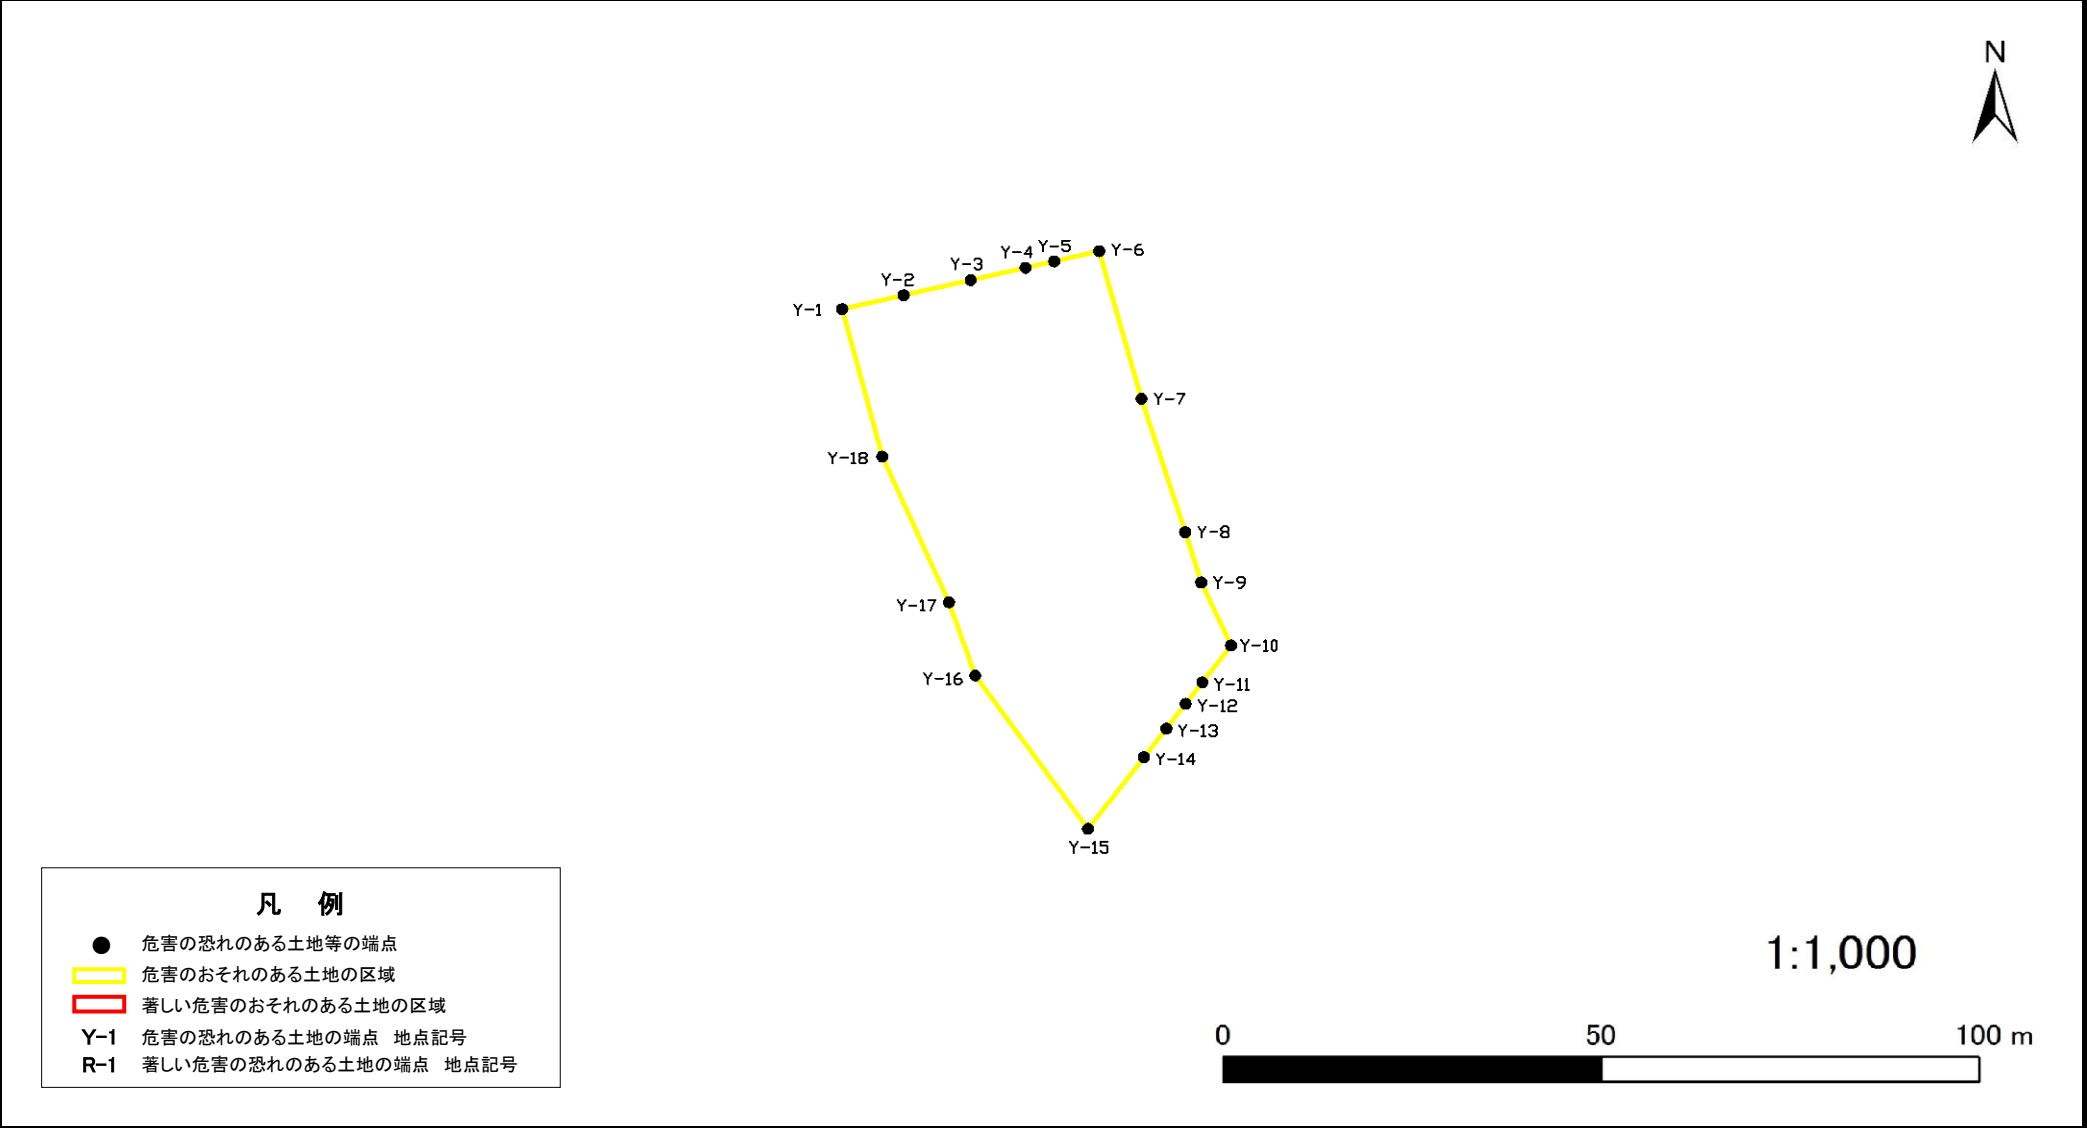 N
Y-1
Y-2
Y-3
Y-4
Y-5
Y-6
Y-7
Y-8
Y-9
Y-10
Y-11
Y-12
Y-13
Y-14
Y-15
Y-16
Y-17
Y-18
凡 例
危害の恐れのある土地等の端点
危害のおそれのある土地の区域
著しい危害のおそれのある土地の区域
Y-1 危害の恐れのある土地の端点 地点記号
R-1 著しい危害の恐れのある土地の端点 地点記号
1:1,000
0 50 100 m